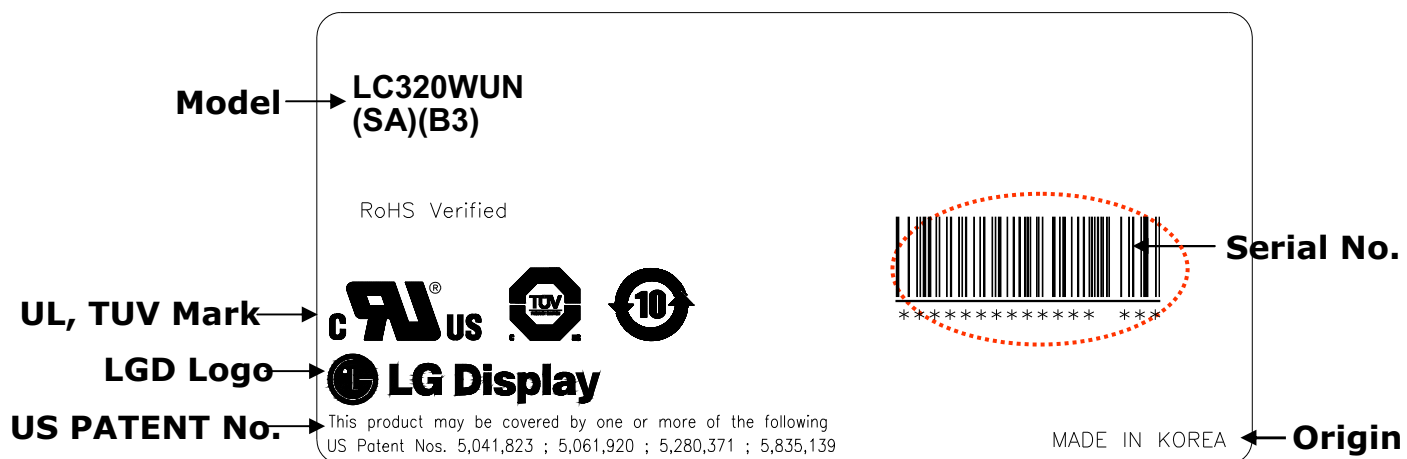 Model
LC320WUN
(SA)(B3)
RoHS Verified
Serial No.
***********  ***
UL, TUV Mark
C RU ® US
TÜV
10
LGD Logo
LG Display
US PATENT No.
This product may be covered by one or more of the following
US Patent Nos. 5,041,823 ; 5,061,920 ; 5,280,371 ; 5,835,139
MADE IN KOREA
Origin